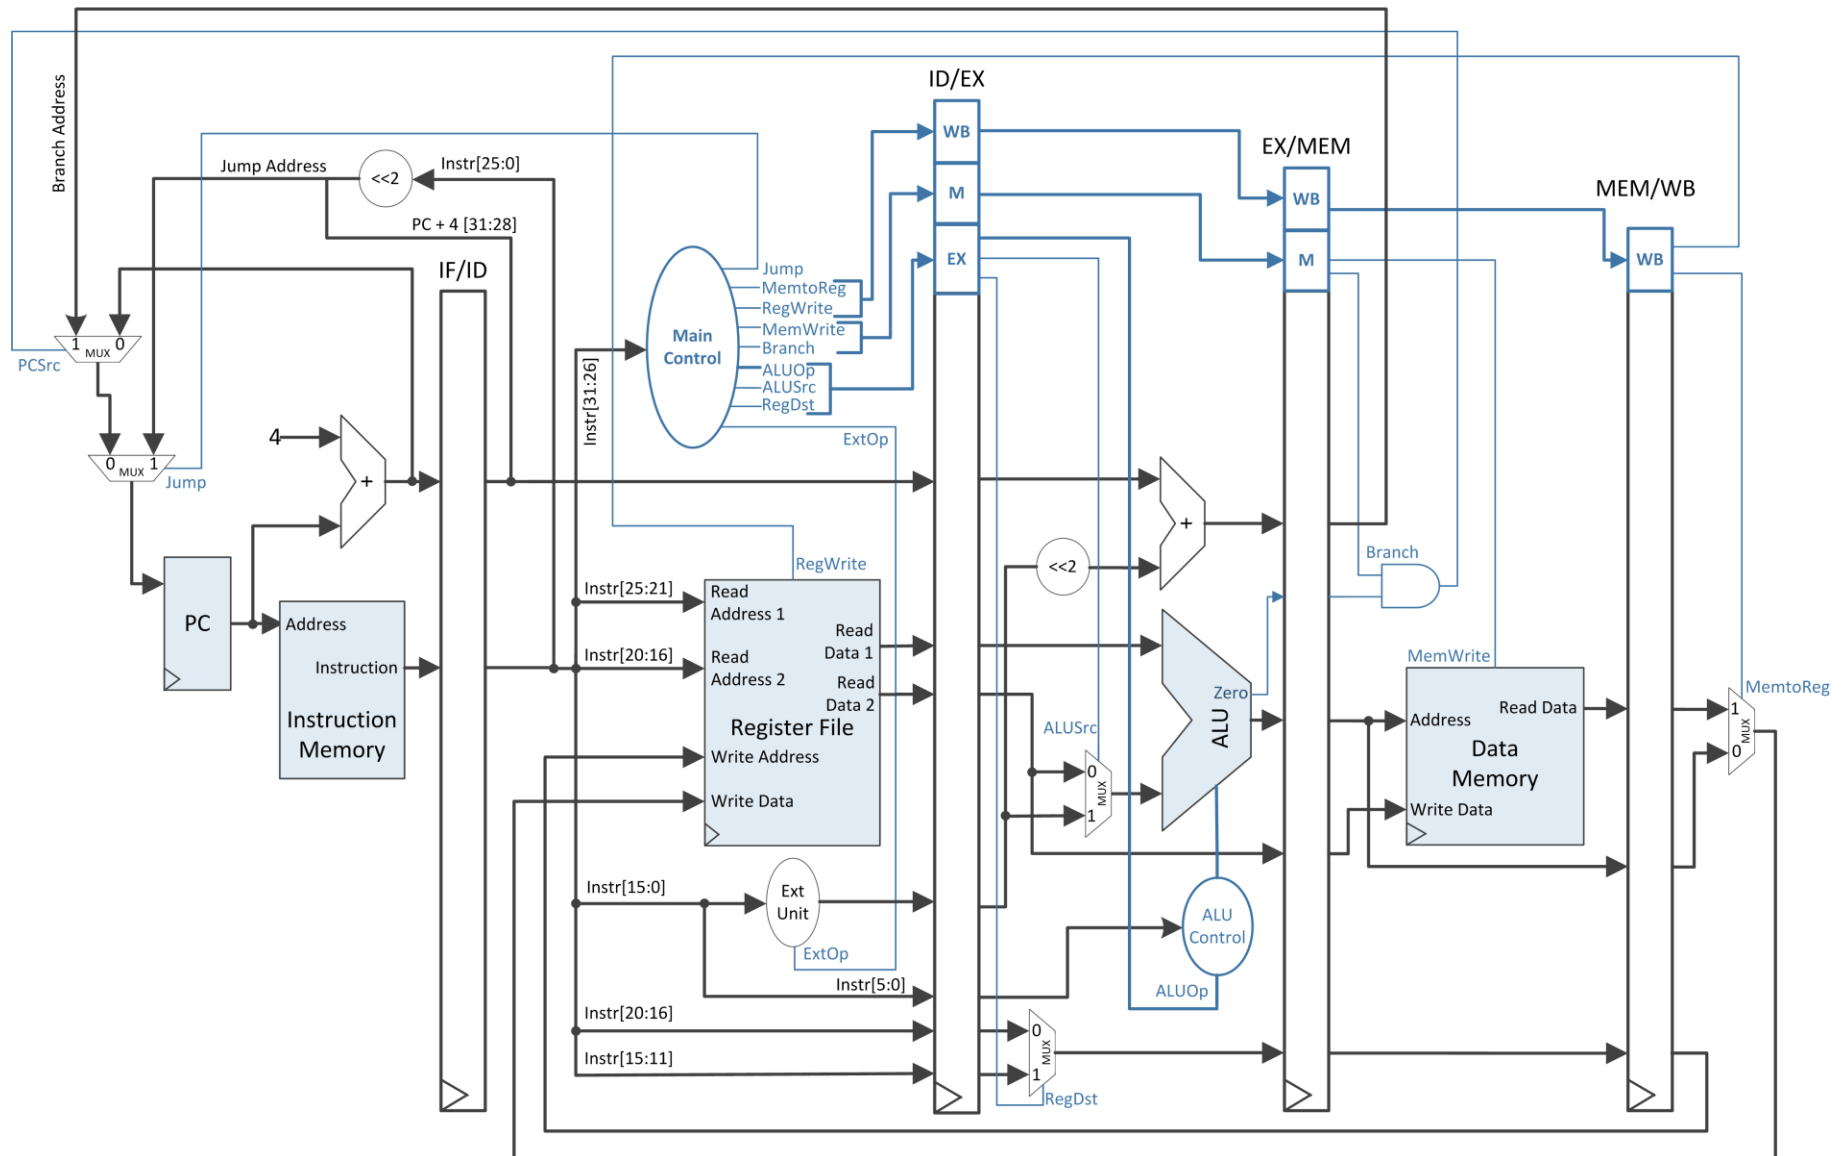 ID/EX
WB
EX/MEM
Branch Address
Jump Address
<<2
Instr[25:0]
M
WB
MEM/WB
PC + 4 [31:28]
IF/ID
EX
M
WB
Jump
MemtoReg
RegWrite
MemWrite
Branch
ALUOp
ALUSrc
RegDst
Main
Control
1
MUX
0
PCSrc
Instr[31:26]
ExtOp
4
0
MUX
1
Jump
+
+
RegWrite
<<2
Branch
Instr[25:21]
Read
Address 1
PC
Address
Read
Data 1
Instr[20:16]
Read
Address 2
Instruction
Read
Data 2
Zero
MemWrite
MemtoReg
Instruction
Memory
Register File
ALUSrc
ALU
Address
Read Data
1
MUX
0
Data
Memory
Write Address
0
MUX
1
Write Data
Write Data
Instr[15:0]
Ext
Unit
ALU
Control
ExtOp
Instr[5:0]
ALUOp
Instr[20:16]
0
MUX
1
Instr[15:11]
RegDst